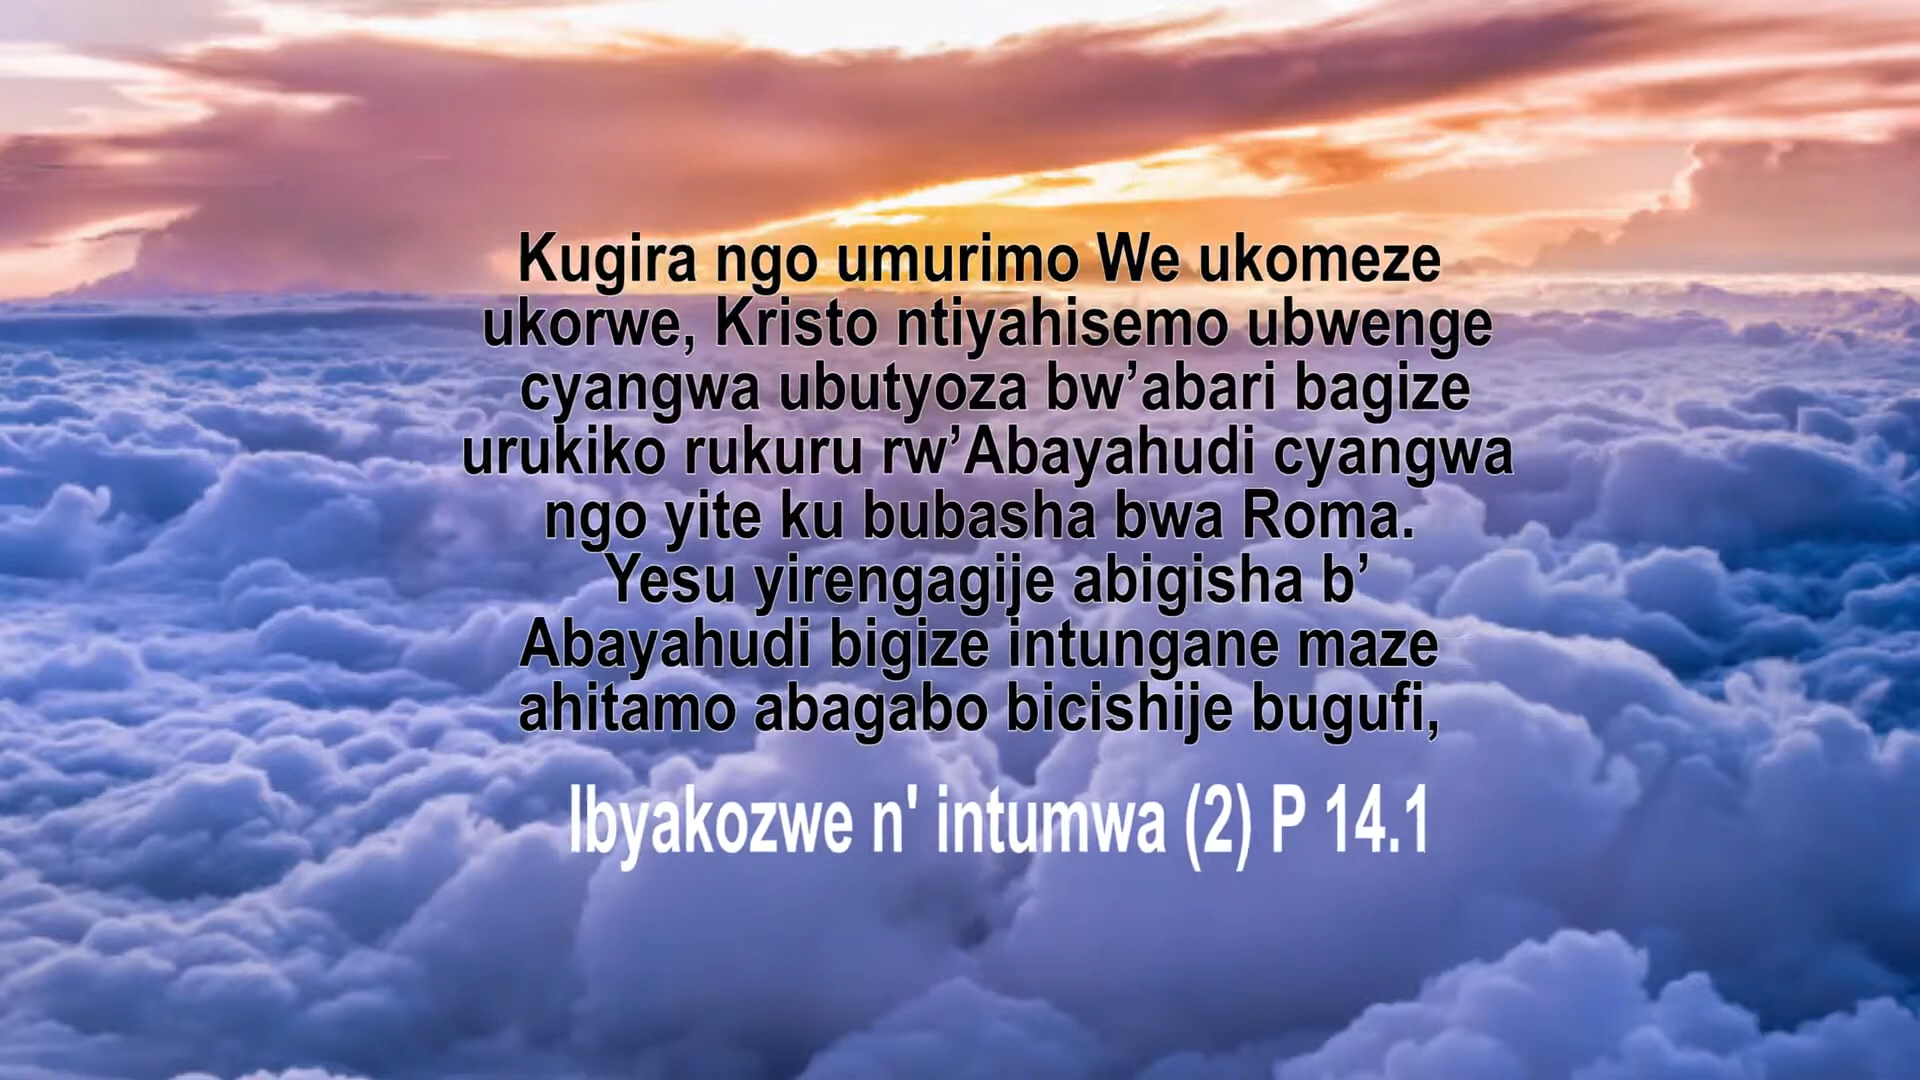 Kugira ngo umurimo We ukomeze
ukorwe, Kristo ntiyahisemo ubwenge
cyangwa ubutyoza bw’abari bagize
urukiko rukuru rw’Abayahudi cyangwa
ngo yite ku bubasha bwa Roma.
Yesu yirengagije abigisha b’
Abayahudi bigize intungane maze
ahitamo abagabo bicishije bugufi,
Ibyakozwe n' intumwa (2) P 14.1